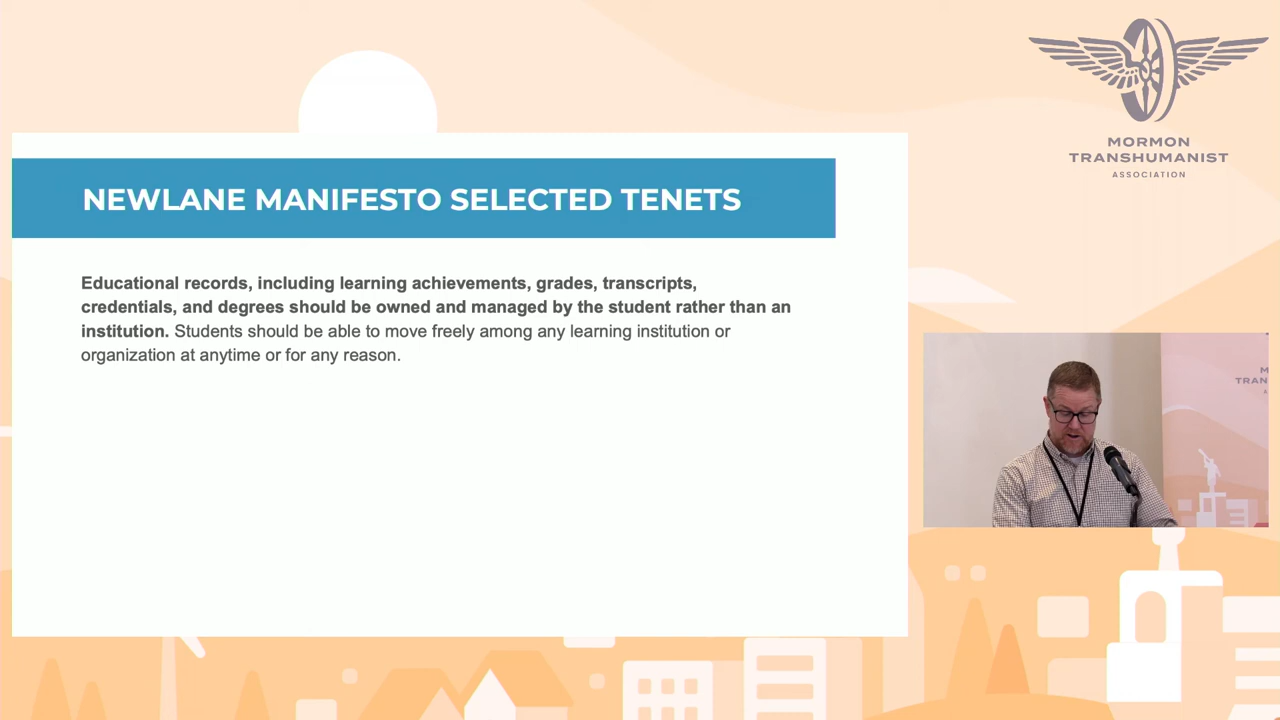 MORMON
TRANSHUMANIST
ASSOCIATION
NEWLANE MANIFESTO SELECTED TENETS
Educational records, including learning achievements, grades, transcripts,
credentials, and degrees should be owned and managed by the student rather than an
institution. Students should be able to move freely among any learning institution or
organization at anytime or for any reason.
M
TRAN